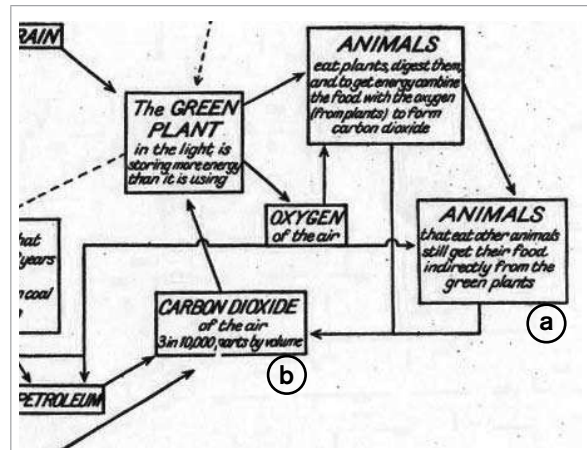 RAIN
The GREEN
PLANT
in the light, is
storing more energy
than it is using
ANIMALS
eat plants, digest them,
and to get energy combine
the food with the oxygen
(from plants) to form
carbon dioxide
OXYGEN
of the air
ANIMALS
that eat other animals
still get their food
indirectly from the
green plants
a
hat
years
n coal
CARBON DIOXIDE
of the air
3 in 10,000 parts by volume
b
PETROLEUM